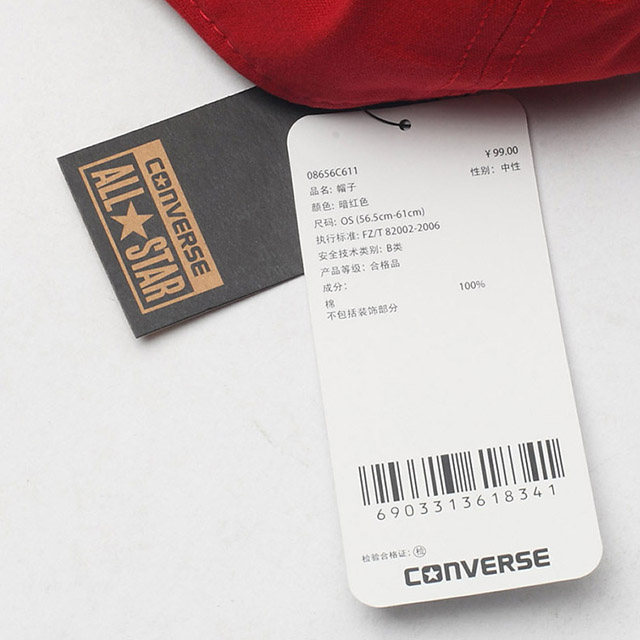 CONVERSE
ALL★STAR
08656C611
¥99.00
品名: 帽子
性别: 中性
颜色: 暗红色
尺码: OS (56.5cm-61cm)
执行标准: FZ/T 82002-2006
安全技术类别: B类
产品等级: 合格品
成分:
棉 100%
不包括装饰部分
6903313618341
检验合格证: 检
CONVERSE